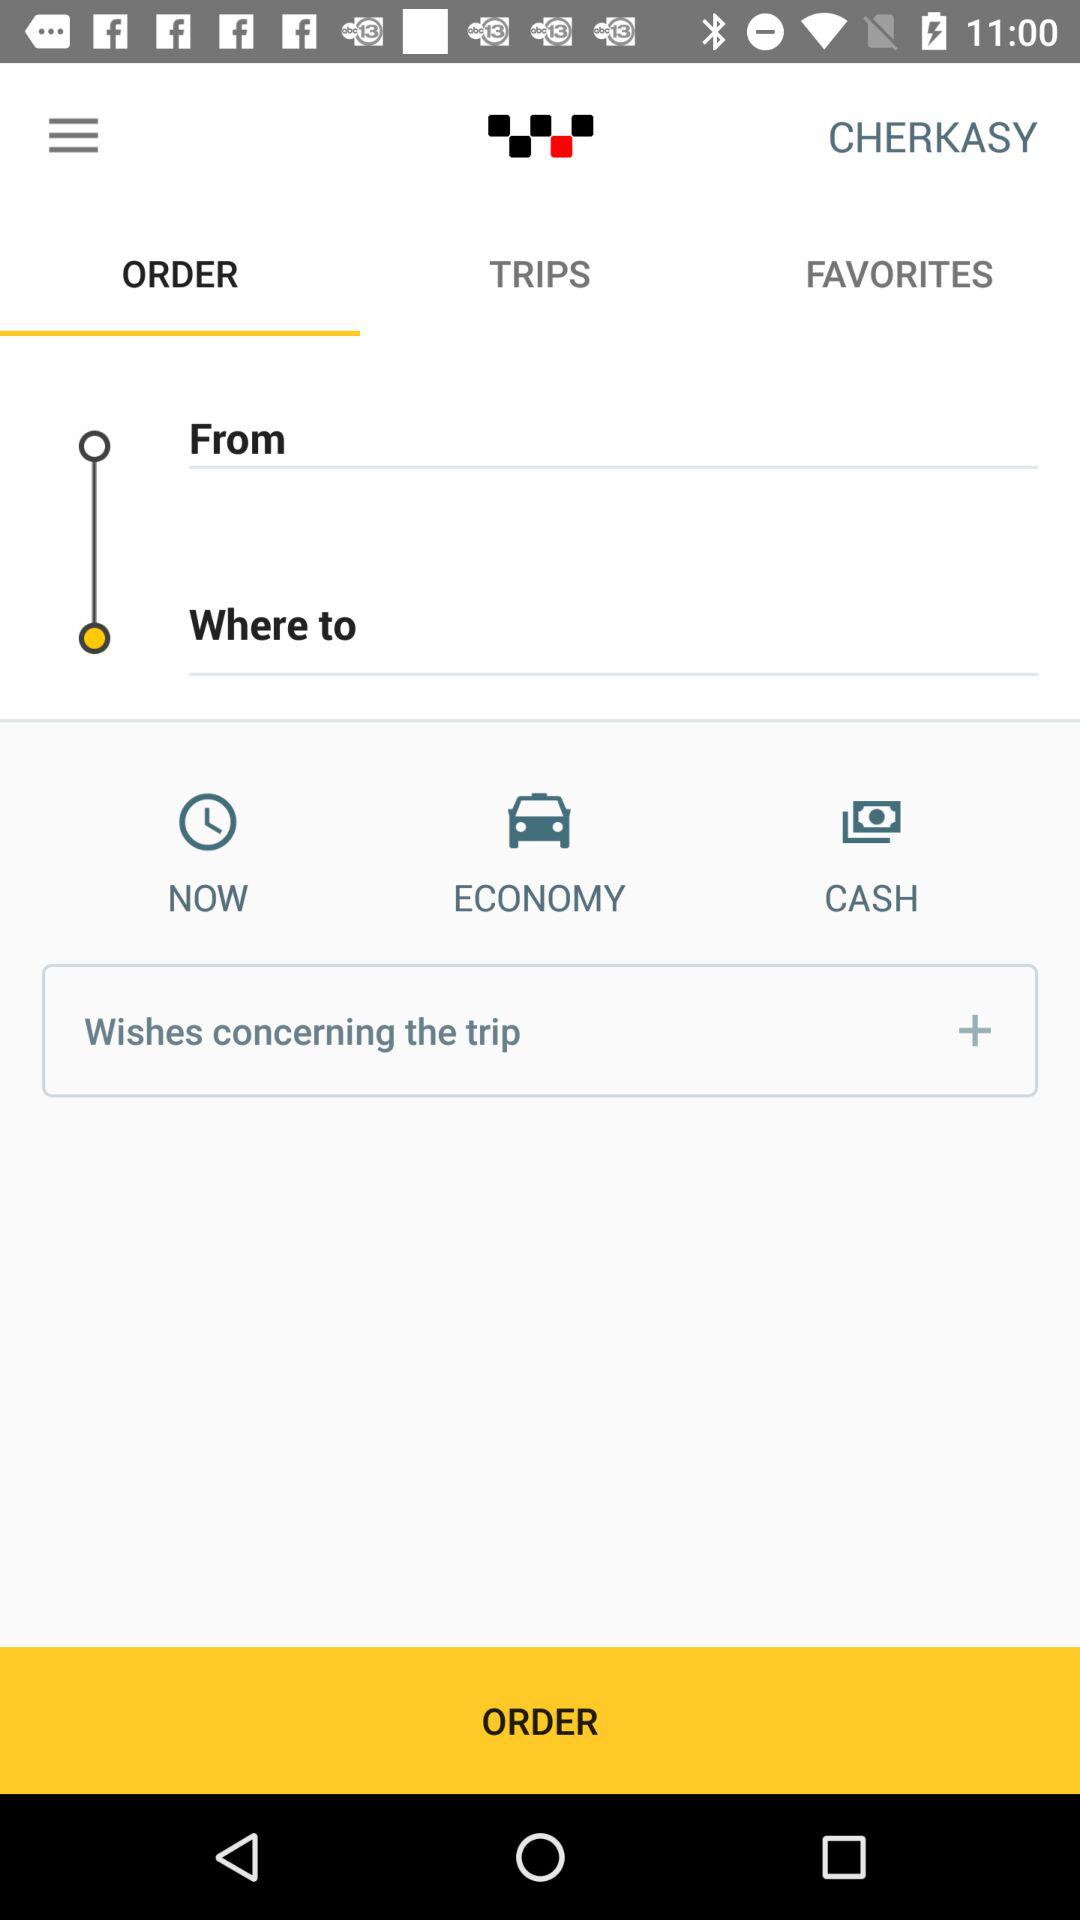 11:00
CHERKASY
ORDER TRIPS FAVORITES
From
Where to
NOW ECONOMY CASH
Wishes concerning the trip +
ORDER